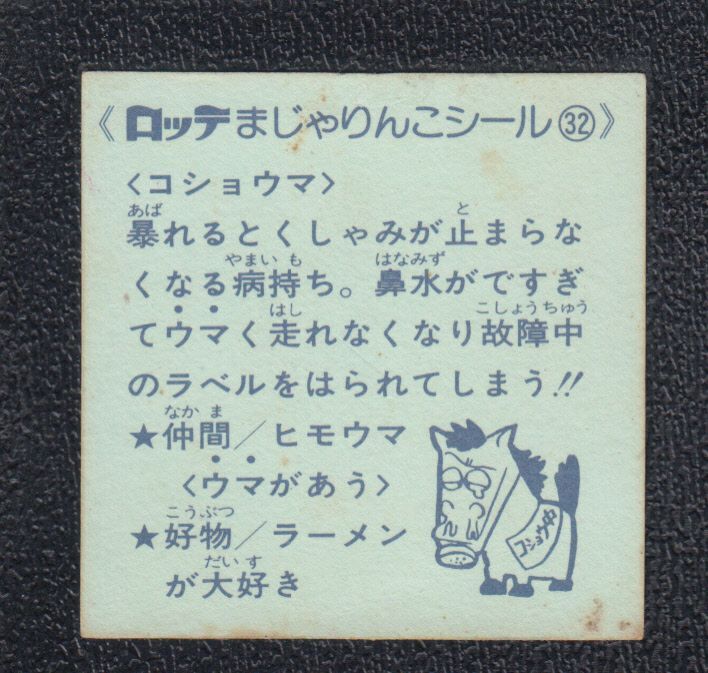 《ロッテまじゃりんこシール㉜》
〈コショウマ〉
暴れるとくしゃみが止まらな
くなる病持ち。鼻水がですぎ
てウマく走れなくなり故障中
のラベルをはられてしまう!!
★仲間/ヒモウマ
〈ウマがあう〉
★好物/ラーメン
が大好き
コショウ中